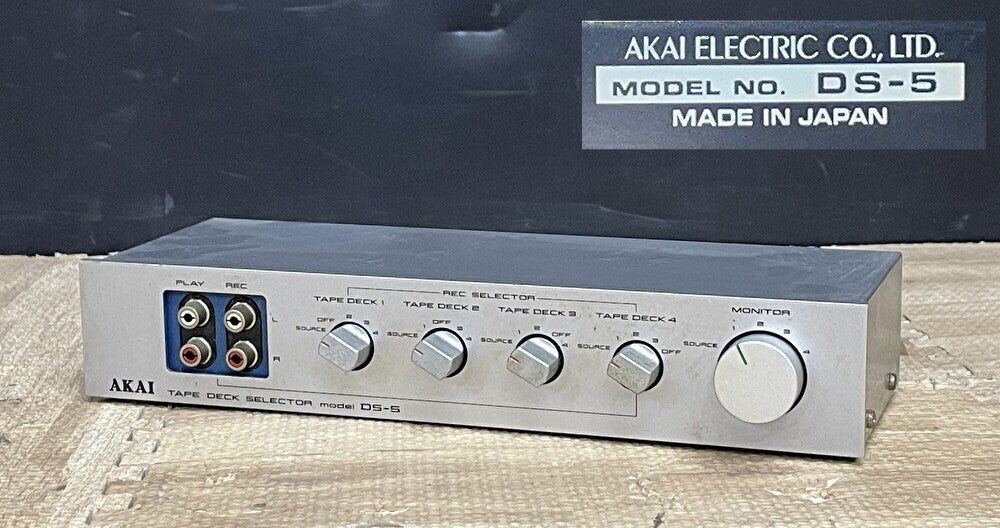 AKAI ELECTRIC CO., LTD.
MODEL NO. DS-5
MADE IN JAPAN
PLAY REC
L
R
REC SELECTOR
TAPE DECK 1 TAPE DECK 2 TAPE DECK 3 TAPE DECK 4
SOURCE OFF 2 3 4
SOURCE 1 OFF 3 4
SOURCE 1 2 OFF 4
SOURCE 1 2 3 OFF
MONITOR
SOURCE 1 2 3 4
AKAI
TAPE DECK SELECTOR model DS-5